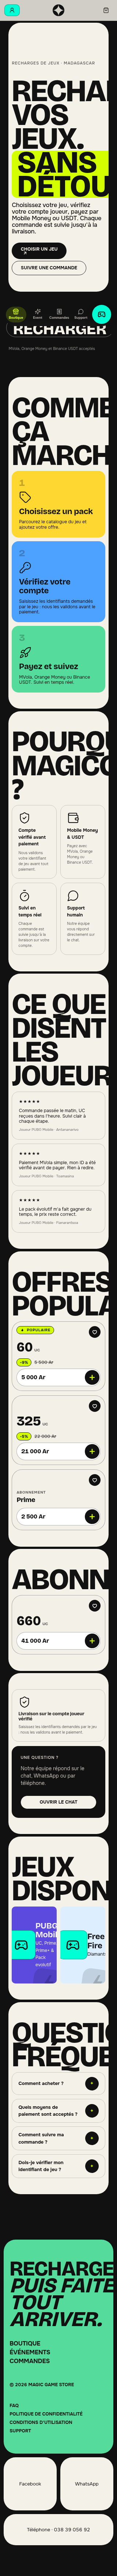 RECHARGES DE JEUX · MADAGASCAR
RECHAR
VOS
JEUX.
SANS
DÉTOU
Choisissez votre jeu, vérifiez
votre compte joueur, payez par
Mobile Money ou USDT. Chaque
commande est suivie jusqu'à la
livraison.
CHOISIR UN JEU
SUIVRE UNE COMMANDE
Boutique
Event
Commandes
Support
RECHARGER
MVola, Orange Money et Binance USDT acceptés
COMME
ÇA
MARCH
1
Choisissez un pack
Parcourez le catalogue du jeu et
ajoutez votre offre.
2
Vérifiez votre
compte
Saisissez les identifiants demandés
par le jeu : nous les validons avant le
paiement.
3
Payez et suivez
MVola, Orange Money ou Binance
USDT. Suivi en temps réel.
POURQU
MAGIC
?
Compte
vérifié avant
paiement
Nous validons
votre identifiant
de jeu avant tout
paiement.
Mobile Money
& USDT
Payez avec
MVola, Orange
Money ou
Binance USDT.
Suivi en
temps réel
Chaque
commande est
suivie jusqu'à la
livraison sur votre
compte.
Support
humain
Notre équipe
vous répond
directement sur
le chat.
CE QUE
DISENT
LES
JOUEUR
★★★★★
Commande passée le matin, UC
reçues dans l'heure. Suivi clair à
chaque étape.
Joueur PUBG Mobile · Antananarivo
★★★★★
Paiement MVola simple, mon ID a été
vérifié avant de payer. Rien à redire.
Joueuse PUBG Mobile · Toamasina
★★★★★
Le pack évolutif m'a fait gagner du
temps, le prix reste correct.
Joueur PUBG Mobile · Fianarantsoa
OFFRES
POPULA
POPULAIRE
60 UC
5 000 Ar
325 UC
21 000 Ar
ABONNEMENT
Prime
2 500 Ar
ABONN
660 UC
41 000 Ar
Livraison sur le compte joueur
vérifié
Saisissez les identifiants demandés par le jeu
: nous les validons avant le paiement.
UNE QUESTION ?
Notre équipe répond sur le
chat, WhatsApp ou par
téléphone.
OUVRIR LE CHAT
JEUX
DISPON
PUBG
Mobil
UC, Prime,
Prime+ &
Pack
évolutif
Free
Fire
Diamants
QUESTIO
FRÉQUE
Comment acheter ?
Quels moyens de
paiement sont acceptés ?
Comment suivre ma
commande ?
Dois-je vérifier mon
identifiant de jeu ?
RECHARGE
PUIS FAITE
TOUT
ARRIVER.
BOUTIQUE
ÉVÉNEMENTS
COMMANDES
© 2026 MAGIC GAME STORE
FAQ
POLITIQUE DE CONFIDENTIALITÉ
CONDITIONS D'UTILISATION
SUPPORT
Facebook
WhatsApp
Téléphone · 038 39 056 92